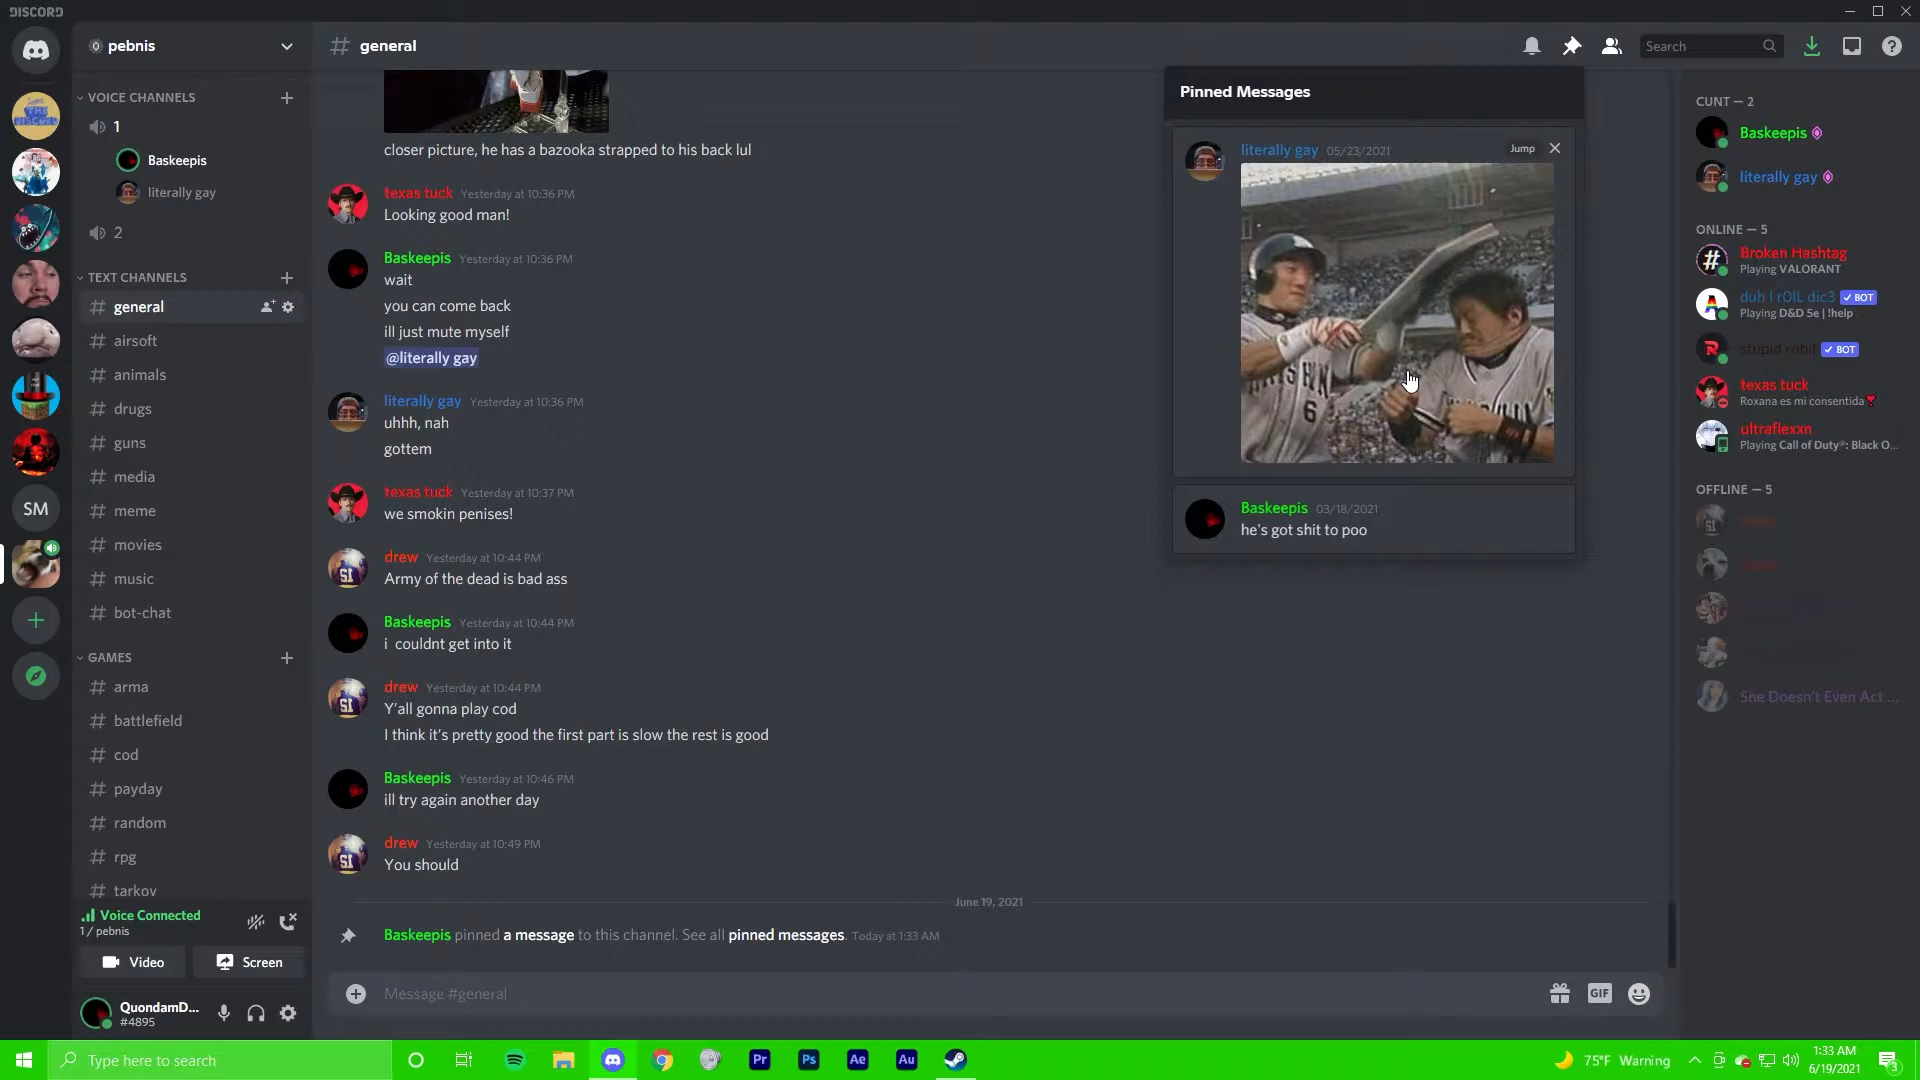 DISCORD
pebnis
general
Search
VOICE CHANNELS
1
Baskeepis
literally gay
2
TEXT CHANNELS
general
airsoft
animals
drugs
guns
media
meme
movies
music
bot-chat
GAMES
arma
battlefield
cod
payday
random
rpg
tarkov
SM
Voice Connected
1 / pebnis
Video
Screen
QuondamD...
#4895
closer picture, he has a bazooka strapped to his back lul
texas tuck Yesterday at 10:36 PM
Looking good man!
Baskeepis Yesterday at 10:36 PM
wait
you can come back
ill just mute myself
@literally gay
literally gay Yesterday at 10:36 PM
uhhh, nah
gottem
texas tuck Yesterday at 10:37 PM
we smokin penises!
drew Yesterday at 10:44 PM
Army of the dead is bad ass
Baskeepis Yesterday at 10:44 PM
i couldnt get into it
drew Yesterday at 10:44 PM
Y'all gonna play cod
I think it's pretty good the first part is slow the rest is good
Baskeepis Yesterday at 10:46 PM
ill try again another day
drew Yesterday at 10:49 PM
You should
June 19, 2021
Baskeepis pinned a message to this channel. See all pinned messages. Today at 1:33 AM
Message #general
GIF
Pinned Messages
literally gay 05/23/2021
Jump
6
Baskeepis 03/18/2021
he's got shit to poo
CUNT — 2
Baskeepis
literally gay
ONLINE — 5
Broken Hashtag
Playing VALORANT
duh I rOlL dic3 BOT
Playing D&D 5e | !help
stupid robit BOT
texas tuck
Roxana es mi consentida
ultraflexxn
Playing Call of Duty®: Black O...
OFFLINE — 5
She Doesn't Even Act ...
Type here to search
Pr
Ps
Ae
Au
75°F Warning
1:33 AM
6/19/2021
3